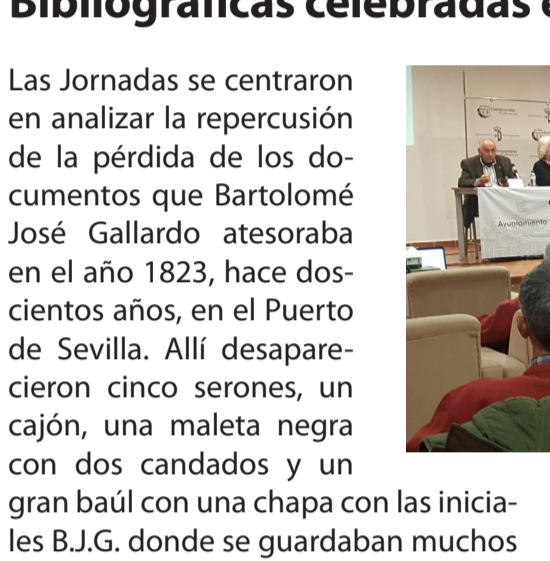 Bibliográficas celebradas
Las Jornadas se centraron
en analizar la repercusión
de la pérdida de los do-
cumentos que Bartolomé
José Gallardo atesoraba
en el año 1823, hace dos-
cientos años, en el Puerto
de Sevilla. Allí desapare-
cieron cinco serones, un
cajón, una maleta negra
con dos candados y un
gran baúl con una chapa con las inicia-
les B.J.G. donde se guardaban muchos
Ayuntamiento